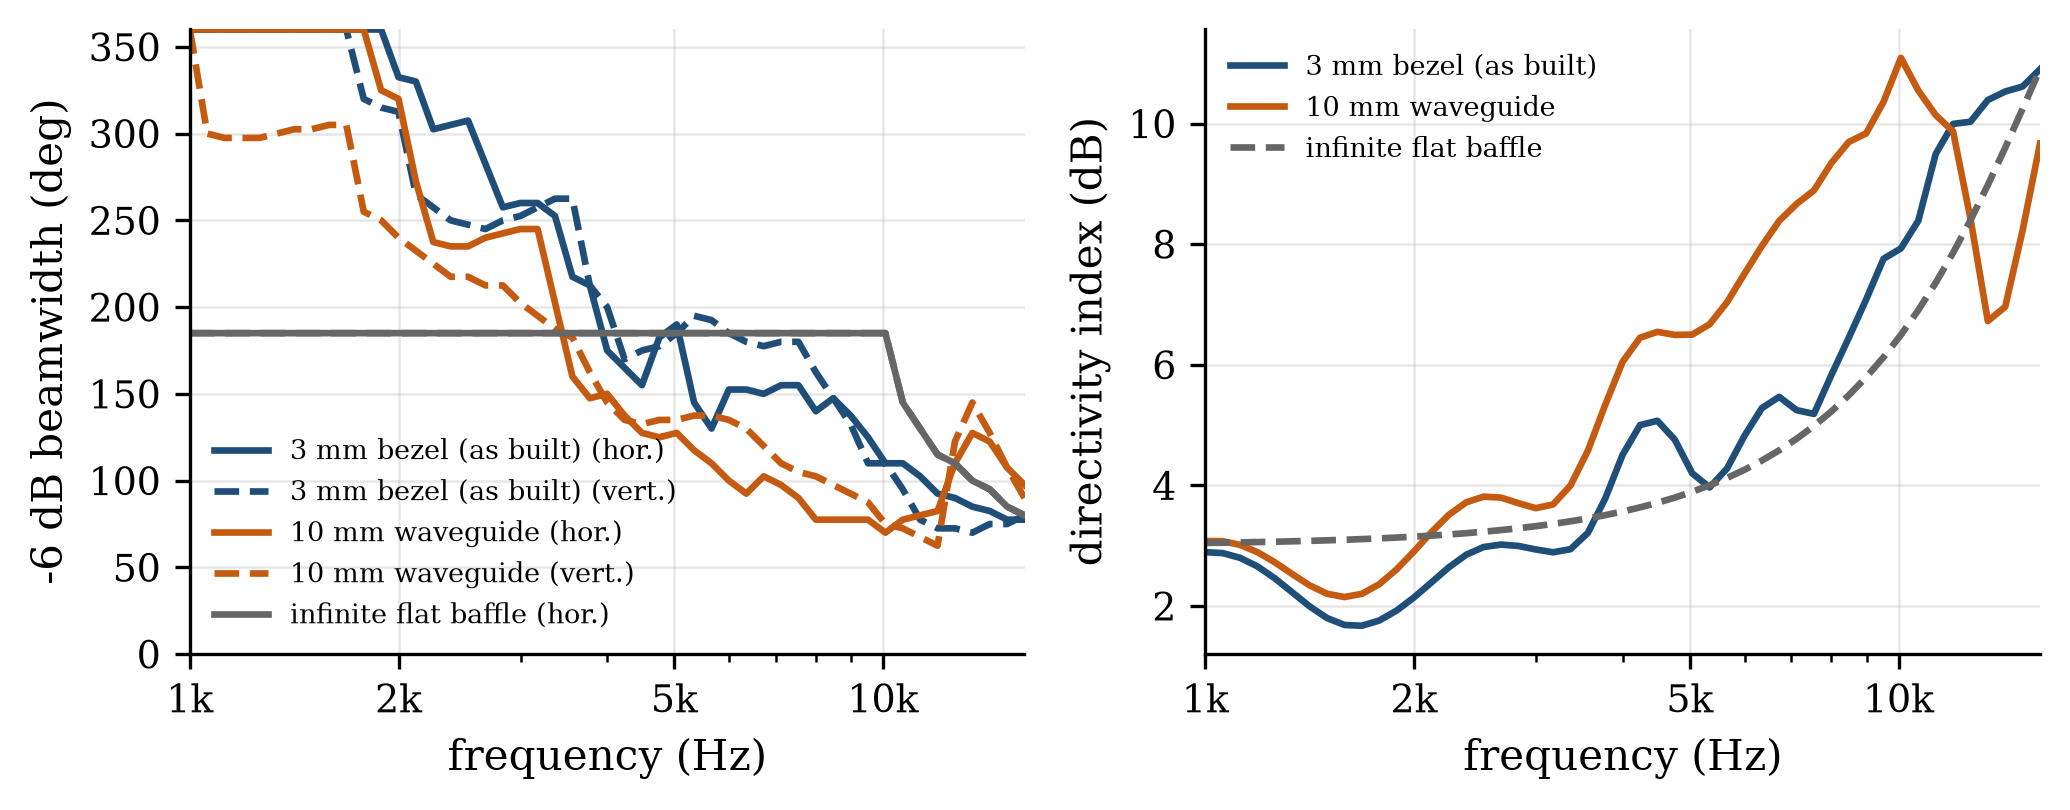 -6 dB beamwidth (deg)
350
300
250
200
150
100
50
0
3 mm bezel (as built) (hor.)
3 mm bezel (as built) (vert.)
10 mm waveguide (hor.)
10 mm waveguide (vert.)
infinite flat baffle (hor.)
1k 2k 5k 10k
frequency (Hz)
directivity index (dB)
10
8
6
4
2
3 mm bezel (as built)
10 mm waveguide
infinite flat baffle
1k 2k 5k 10k
frequency (Hz)